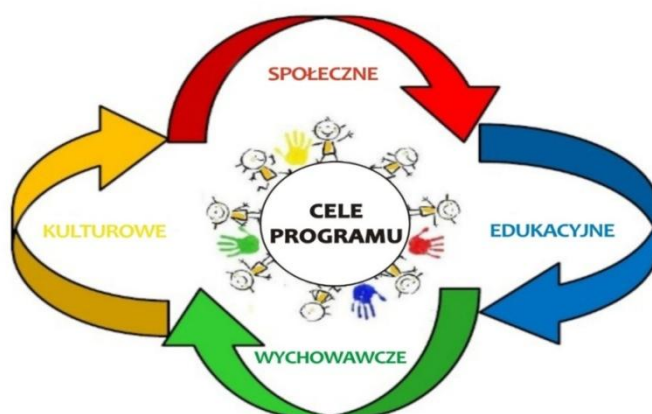 SPOŁECZNE
KULTUROWE
CELE
PROGRAMU
EDUKACYJNE
WYCHOWAWCZE